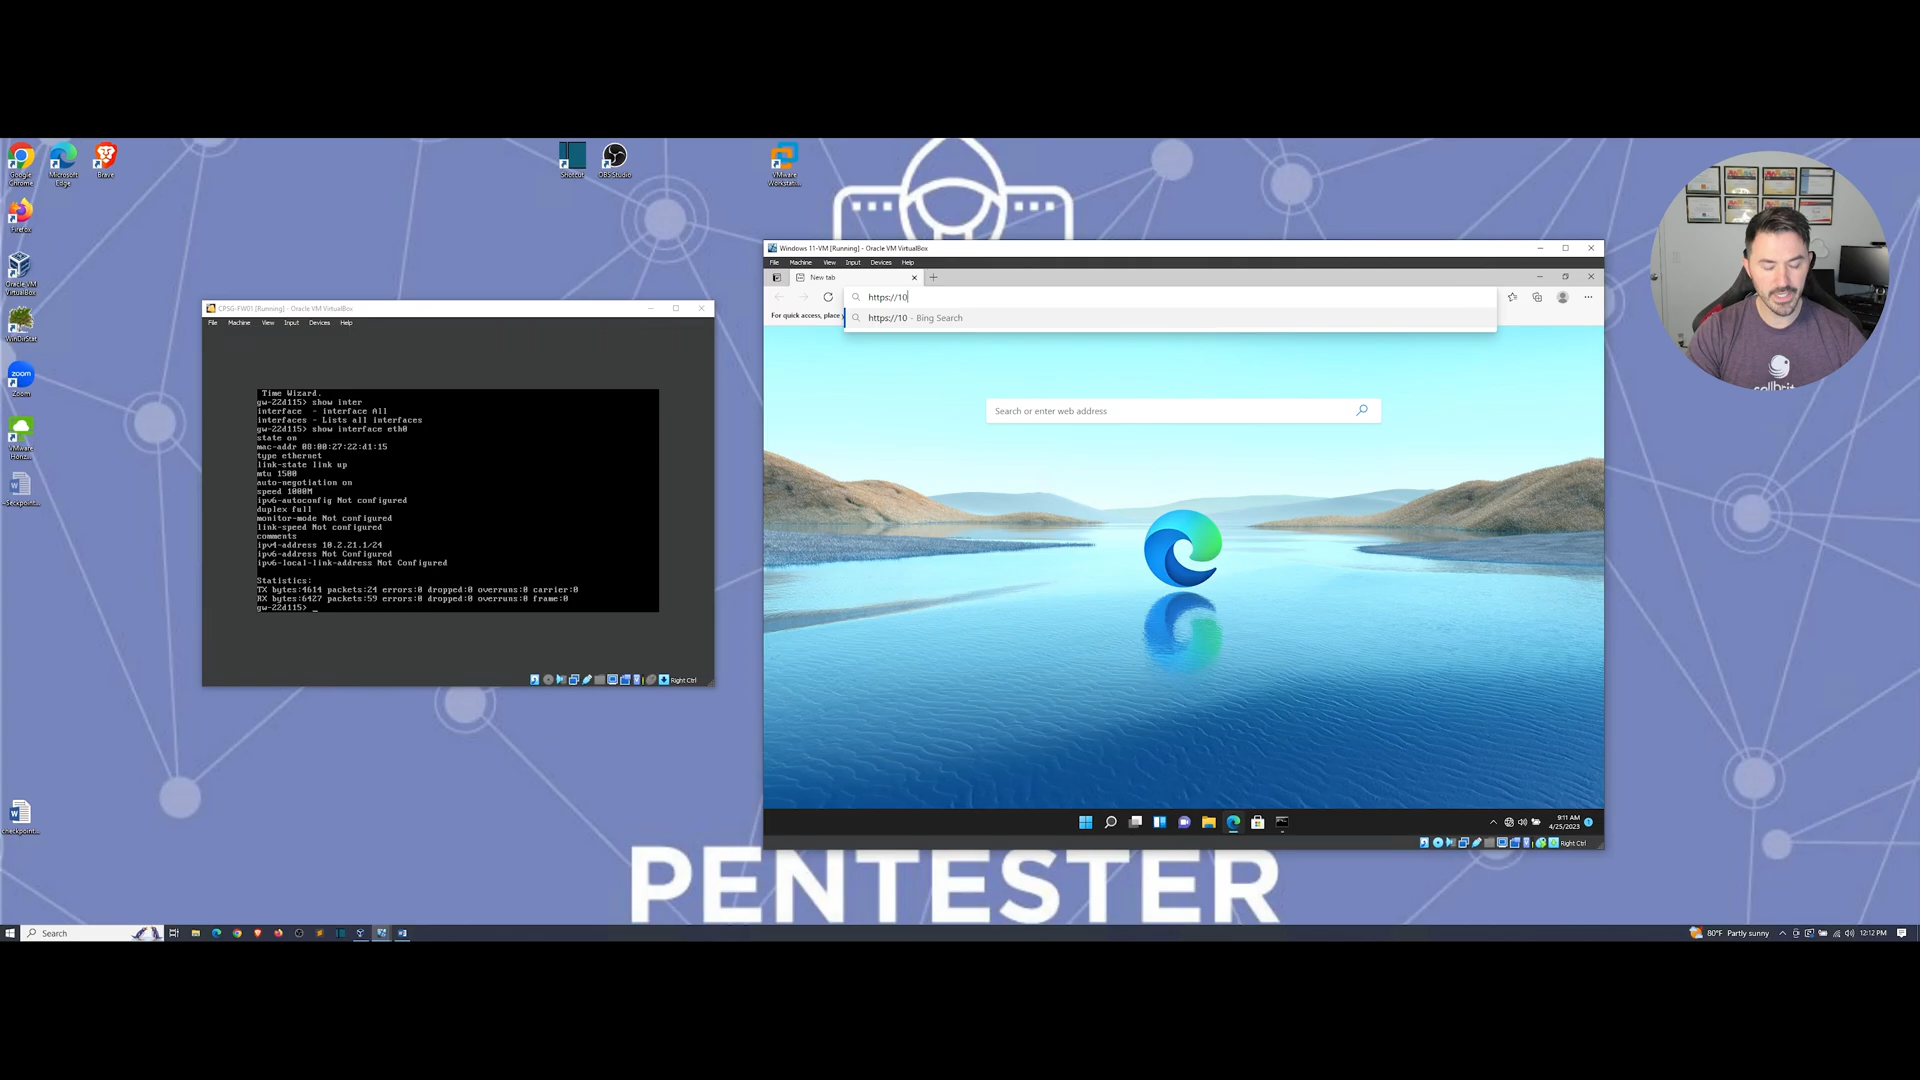 Google
Chrome
Microsoft
Edge
Brave
Shotcut
OBS Studio
VMware
Workstati...
Firefox
Oracle VM
VirtualBox
WinDirStat
zoom
Zoom
VMware
Horiz...
checkpoint...
CPSG-FW01 [Running] - Oracle VM VirtualBox
File Machine View Input Devices Help
Time Wizard.
gw-22d115> show inter
interface - interface All
interfaces - Lists all interfaces
gw-22d115> show interface eth0
state on
mac-addr 08:00:27:22:d1:15
type ethernet
link-state link up
mtu 1500
auto-negotiation on
speed 1000M
ipv6-autoconfig Not configured
duplex full
monitor-mode Not configured
link-speed Not configured
comments
ipv4-address 10.2.21.1/24
ipv6-address Not Configured
ipv6-local-link-address Not Configured
Statistics:
TX bytes:4614 packets:24 errors:0 dropped:0 overruns:0 carrier:0
RX bytes:6427 packets:59 errors:0 dropped:0 overruns:0 frame:0
gw-22d115> _
Right Ctrl
Windows 11-VM [Running] - Oracle VM VirtualBox
File Machine View Input Devices Help
New tab
https://10
For quick access, place y
https://10 - Bing Search
Search or enter web address
9:11 AM
4/25/2023
Right Ctrl
PENTESTER
Search
80°F Partly sunny
12:12 PM